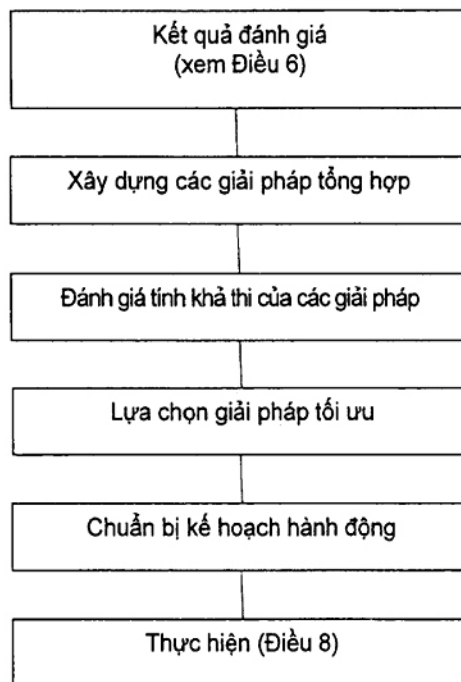 Kết quả đánh giá
(xem Điều 6)
Xây dựng các giải pháp tổng hợp
Đánh giá tính khả thi của các giải pháp
Lựa chọn giải pháp tối ưu
Chuẩn bị kế hoạch hành động
Thực hiện (Điều 8)